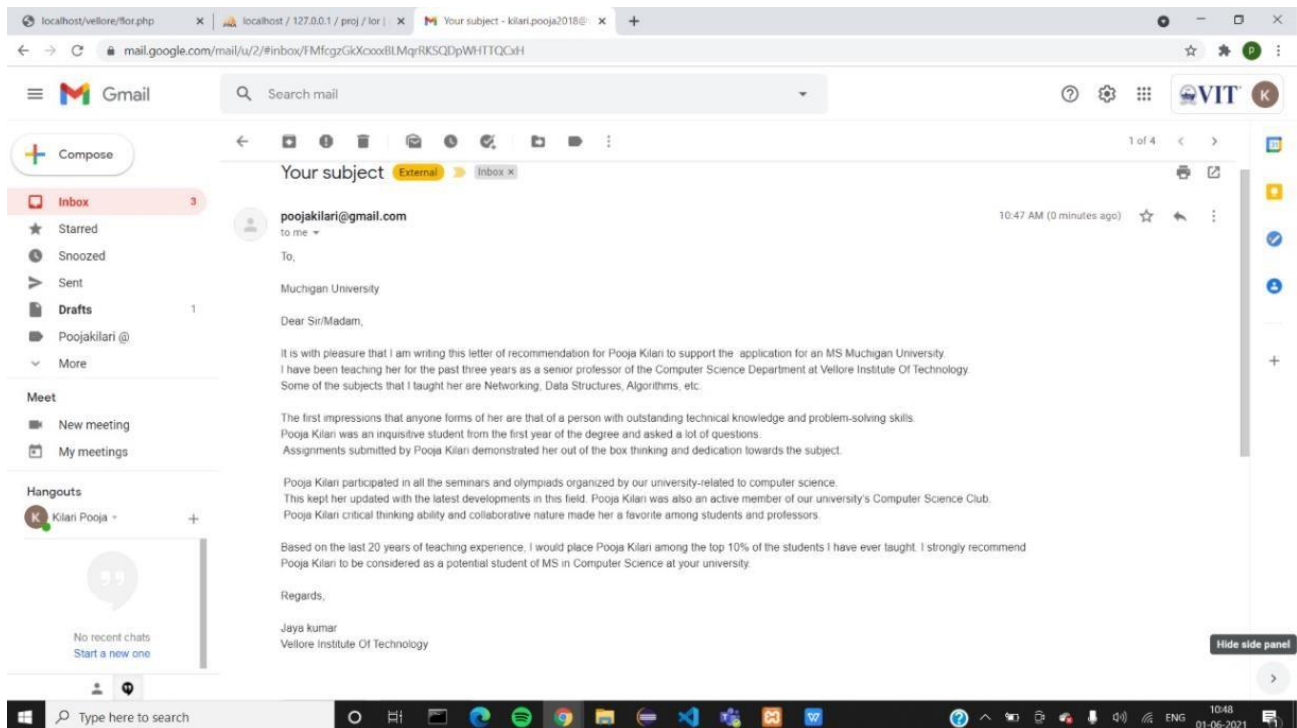 localhost/vellore/flor.php
localhost / 127.0.0.1 / proj / lor |
Your subject - kilari.pooja2018@
mail.google.com/mail/u/2/#inbox/
Gmail
Search mail
VIT
K
Compose
1 of 4
Your subject External Inbox x
Inbox 3
Starred
Snoozed
Sent
Drafts 1
Poojakilari @
More
Meet
New meeting
My meetings
Hangouts
Kilari Pooja
No recent chats
Start a new one
poojakilari@gmail.com
10:47 AM (0 minutes ago)
to me
To,
Muchigan University
Dear Sir/Madam,
It is with pleasure that I am writing this letter of recommendation for Pooja Kilari to support the application for an MS Muchigan University.
I have been teaching her for the past three years as a senior professor of the Computer Science Department at Vellore Institute Of Technology.
Some of the subjects that I taught her are Networking, Data Structures, Algorithms, etc.
The first impressions that anyone forms of her are that of a person with outstanding technical knowledge and problem-solving skills.
Pooja Kilari was an inquisitive student from the first year of the degree and asked a lot of questions.
Assignments submitted by Pooja Kilari demonstrated her out of the box thinking and dedication towards the subject.
Pooja Kilari participated in all the seminars and olympiads organized by our university-related to computer science.
This kept her updated with the latest developments in this field. Pooja Kilari was also an active member of our university's Computer Science Club.
Pooja Kilari critical thinking ability and collaborative nature made her a favorite among students and professors.
Based on the last 20 years of teaching experience, I would place Pooja Kilari among the top 10% of the students I have ever taught. I strongly recommend
Pooja Kilari to be considered as a potential student of MS in Computer Science at your university.
Regards,
Jaya kumar
Vellore Institute Of Technology
Hide side panel
Type here to search
ENG
10:48
01-06-2021